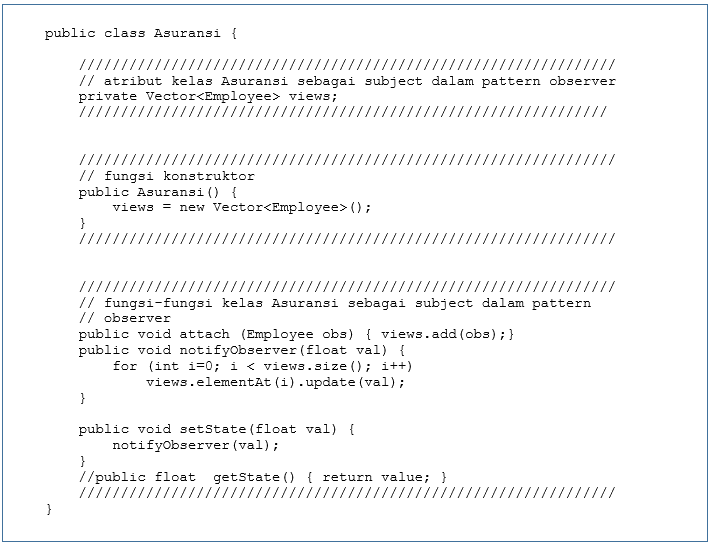 public class Asuransi {
////////////////////////////////////////////////////////////////
// atribut kelas Asuransi sebagai subject dalam pattern observer
private Vector<Employee> views;
///////////////////////////////////////////////////////////////
////////////////////////////////////////////////////////////////
// fungsi konstruktor
public Asuransi() {
views = new Vector<Employee>();
}
////////////////////////////////////////////////////////////////
////////////////////////////////////////////////////////////////
// fungsi-fungsi kelas Asuransi sebagai subject dalam pattern
// observer
public void attach (Employee obs) { views.add(obs);}
public void notifyObserver(float val) {
for (int i=0; i < views.size(); i++)
views.elementAt(i).update(val);
}
public void setState(float val) {
notifyObserver(val);
}
//public float  getState() { return value; }
////////////////////////////////////////////////////////////////
}